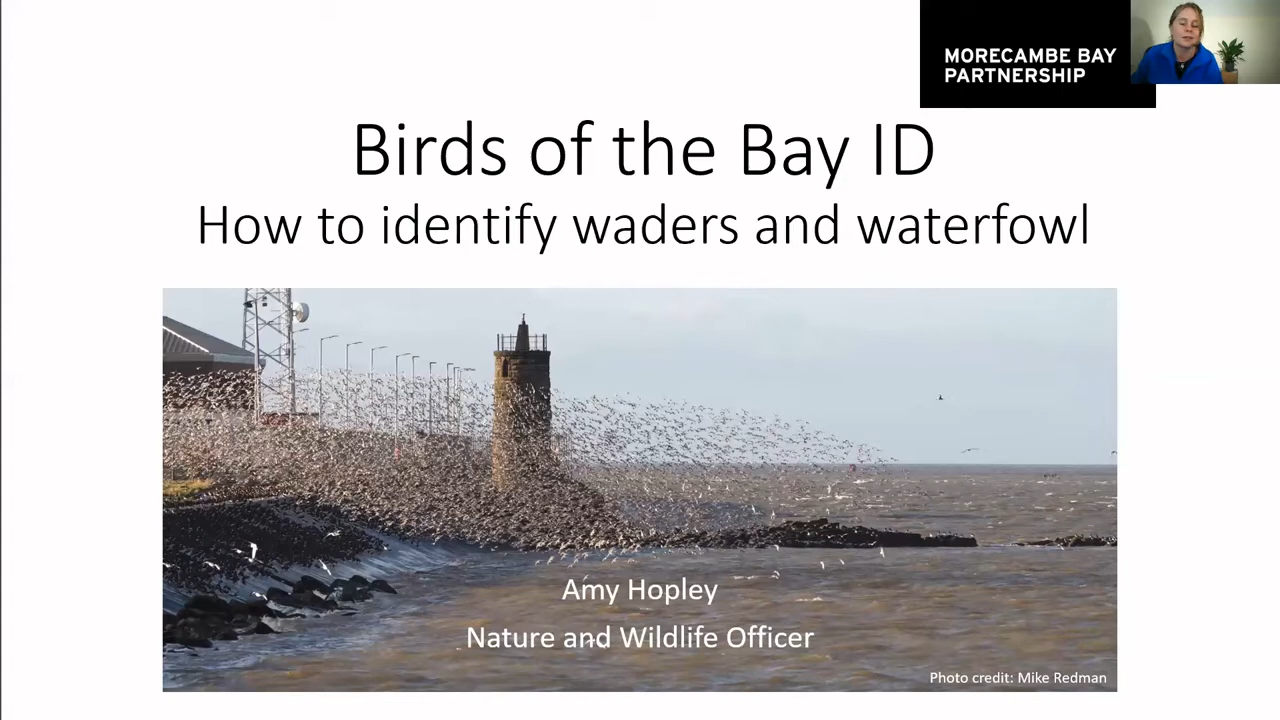 MORECAMBE BAY
PARTNERSHIP
Birds of the Bay ID
How to identify waders and waterfowl
Amy Hopley
Nature and Wildlife Officer
Photo credit: Mike Redman